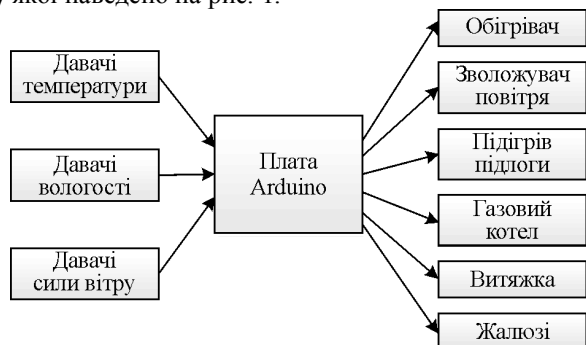 якої наведено на рис. 1.
Давачі
температури
Давачі
вологості
Давачі
сили вітру
Плата
Arduino
Обігрівач
Зволожувач
повітря
Підігрів
підлоги
Газовий
котел
Витяжка
Жалюзі